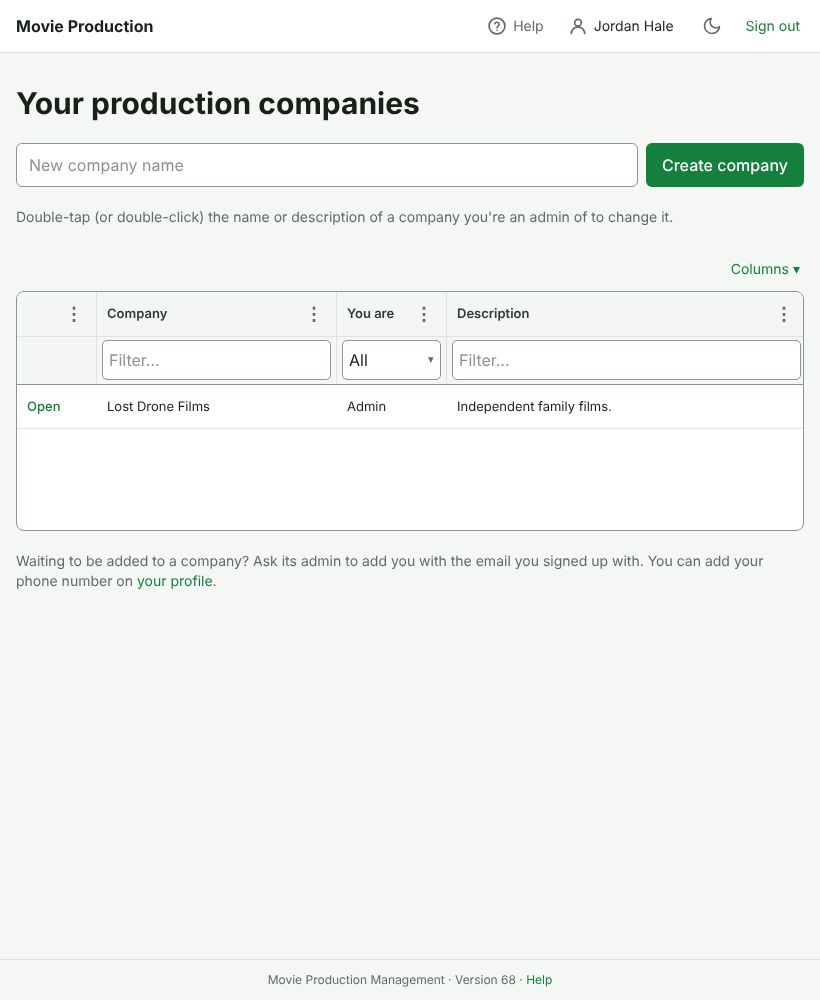 Movie Production
Help
Jordan Hale
Sign out
Your production companies
New company name
Create company
Double-tap (or double-click) the name or description of a company you're an admin of to change it.
Columns ▾
Company
You are
Description
Filter...
All
Filter...
Open
Lost Drone Films
Admin
Independent family films.
Waiting to be added to a company? Ask its admin to add you with the email you signed up with. You can add your
phone number on your profile.
Movie Production Management · Version 68 · Help